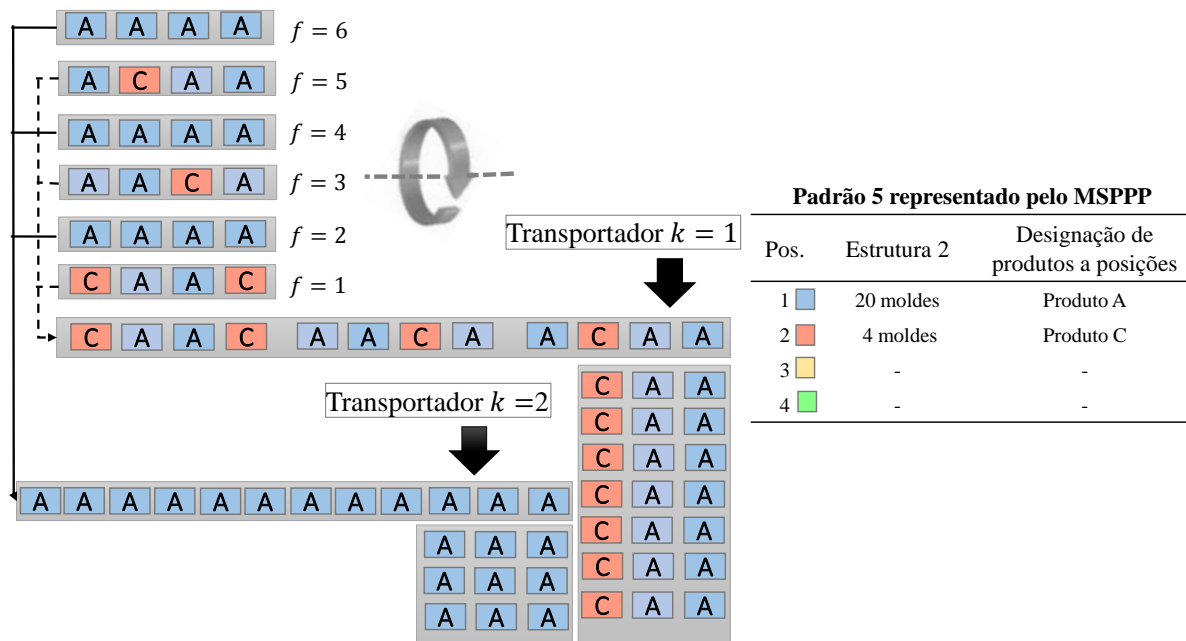 A A A A f = 6
A C A A f = 5
A A A A f = 4
A A C A f = 3
A A A A f = 2
C A A C f = 1
Transportador k = 1
C A A C A A C A A C A A
Transportador k =2
C A A
C A A
C A A
C A A
C A A
C A A
C A A
A A A A A A A A A A A A
A A A
A A A
A A A
Padrão 5 representado pelo MSPPP
Pos. Estrutura 2 Designação de produtos a posições
1 20 moldes Produto A
2 4 moldes Produto C
3 - -
4 - -